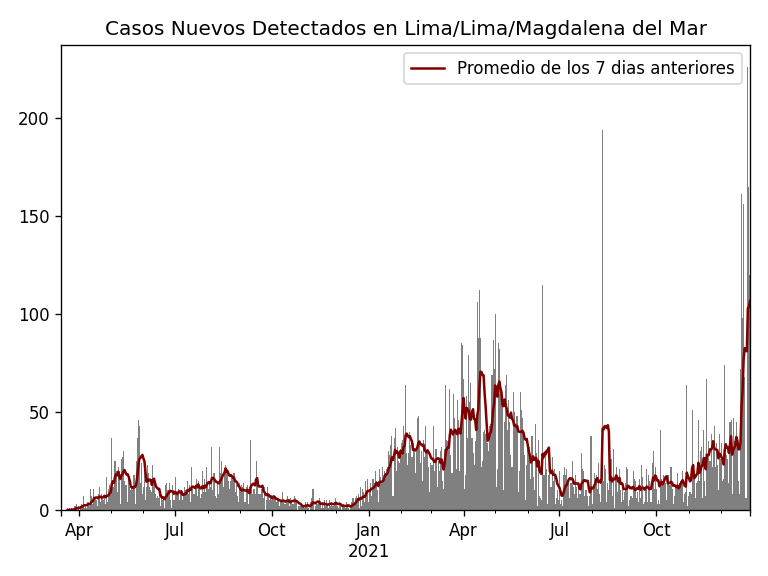 Casos Nuevos Detectados en Lima/Lima/Magdalena del Mar
Promedio de los 7 dias anteriores
200
150
100
50
0
Apr Jul Oct Jan Apr Jul Oct
2021